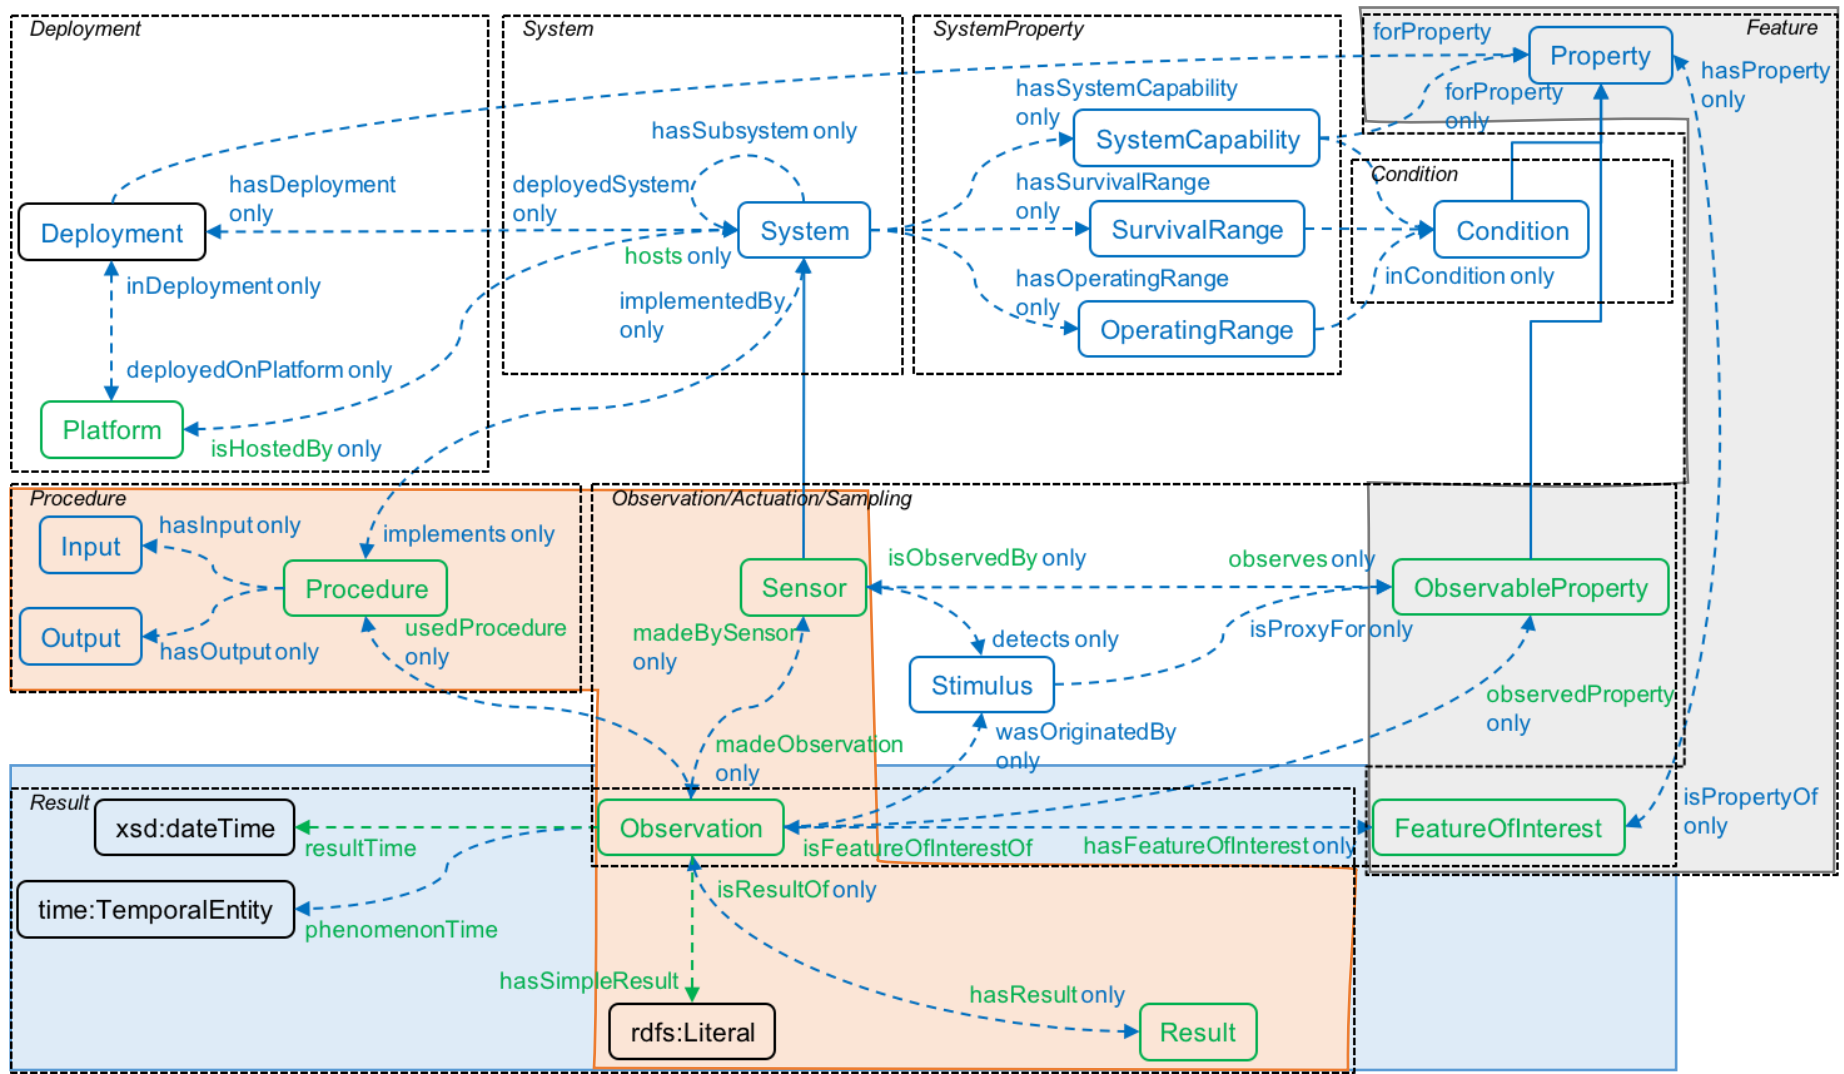 Deployment
System
SystemProperty
Feature
forProperty
Property
hasProperty
only
hasSystemCapability
only
forProperty
only
SystemCapability
hasSubsystem only
hasDeployment
only
deployedSystem
only
hasSurvivalRange
only
Condition
Deployment
System
SurvivalRange
Condition
hosts only
inDeployment only
implementedBy
only
hasOperatingRange
only
inCondition only
OperatingRange
deployedOnPlatform only
Platform
isHostedBy only
Procedure
Observation/Actuation/Sampling
hasInput only
implements only
Input
isObservedBy only
observes only
Procedure
Sensor
ObservableProperty
Output
hasOutput only
usedProcedure
only
madeBySensor
only
detects only
isProxyFor only
Stimulus
observedProperty
only
madeObservation
only
wasOriginatedBy
only
isPropertyOf
only
Result
xsd:dateTime
resultTime
Observation
isFeatureOfInterestOf
hasFeatureOfInterest only
FeatureOfInterest
time:TemporalEntity
phenomenonTime
isResultOf only
hasSimpleResult
hasResult only
rdfs:Literal
Result